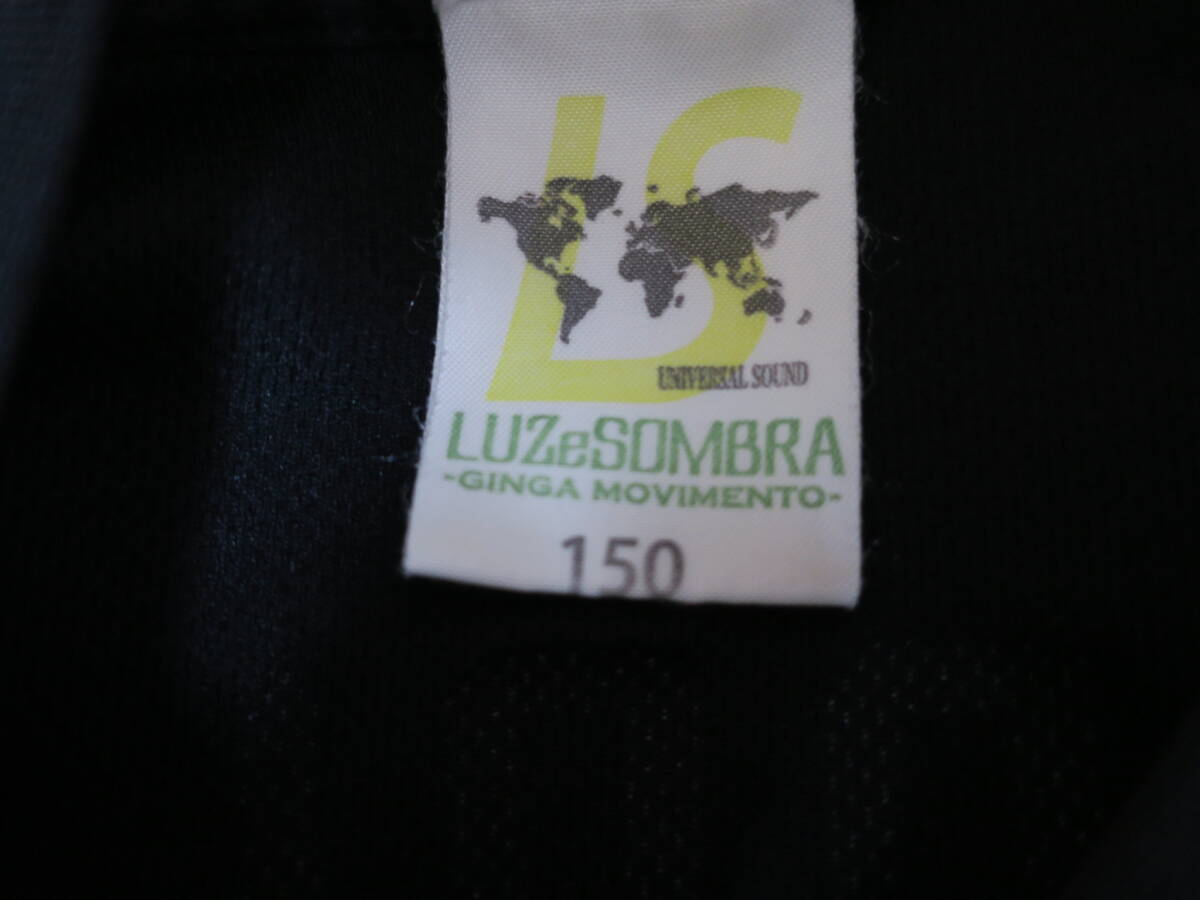 LS
UNIVERSAL SOUND
LUZeSOMBRA
-GINGA MOVIMENTO-
150